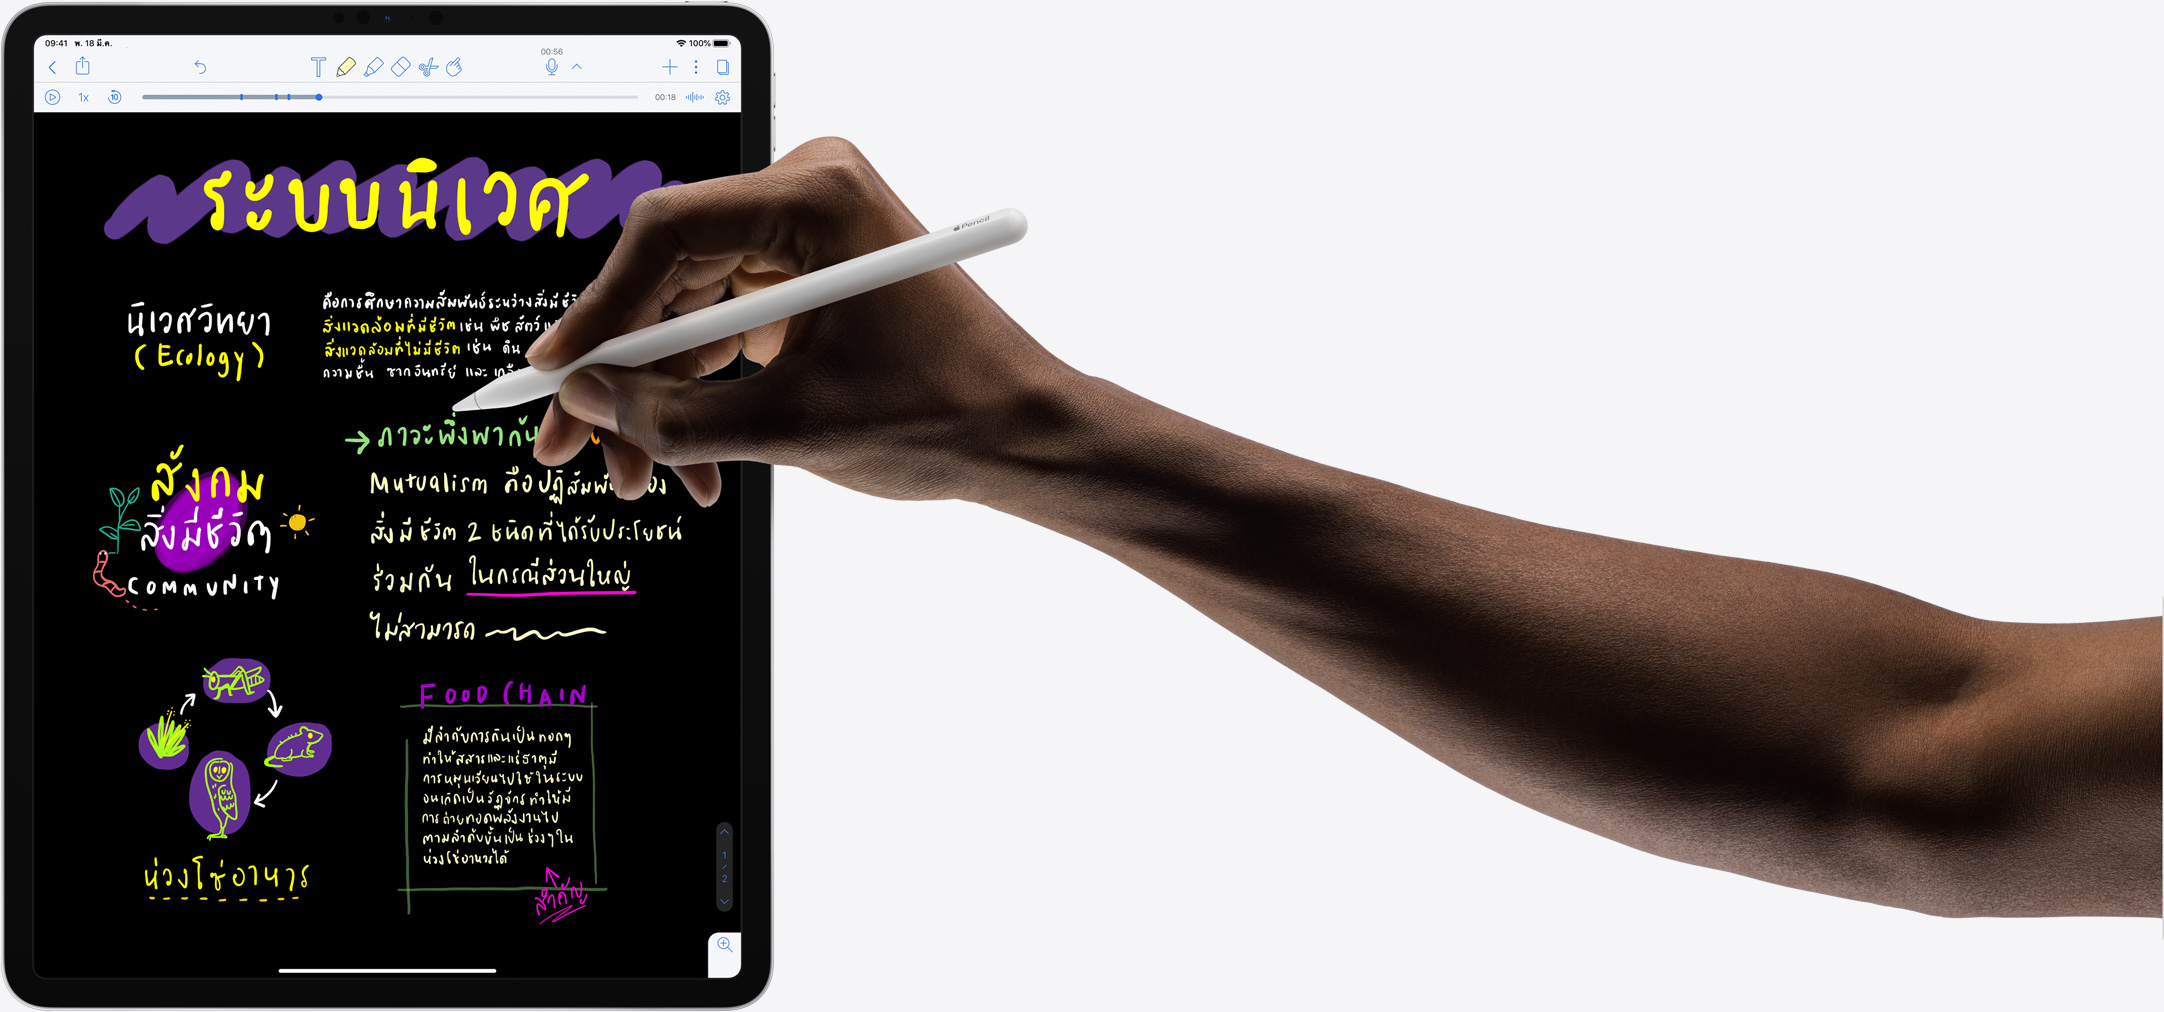 09:41 พ. 18 มี.ค.
100%
00:56
1x
10
00:18
ระบบนิเวศ
นิเวศวิทยา
(Ecology)
คือการศึกษาความสัมพันธ์ระหว่างสิ่งมีชีวิ
สิ่งแวดล้อมที่มีชีวิต เช่น พืช สัตว์
สิ่งแวดล้อมที่ไม่มีชีวิต เช่น ดิน
ความชื้น ซากอินทรีย์ และ
→ ภาวะพึ่งพากัน
Mutualism คือปฏิสัมพันธ์ของ
สิ่งมีชีวิต 2 ชนิดที่ได้รับประโยชน์
ร่วมกัน ในกรณีส่วนใหญ่
ไม่สามารถ
สังคม
สิ่งมีชีวิต
COMMUNITY
FOOD CHAIN
มีลำดับการกินเป็นทอดๆ
ทำให้สสารและแร่ธาตุมี
การหมุนเวียนไปใช้ในระบบ
จนเกิดเป็นวัฏจักร ทำให้มี
การถ่ายทอดพลังงานไป
ตามลำดับขั้นเป็นช่วงๆใน
ห่วงโซ่อาหารได้
สำคัญ
ห่วงโซ่อาหาร
1
/
2
Pencil